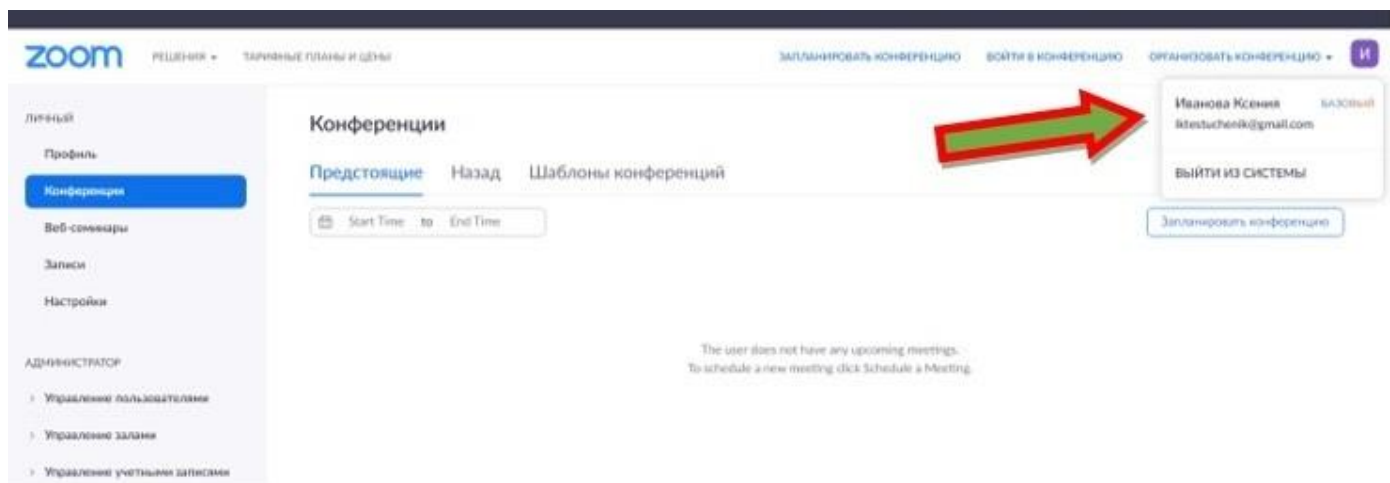 zoom РЕШЕНИЯ ТАРИФНЫЕ ПЛАНЫ И ЦЕНЫ ЗАПЛАНИРОВАТЬ КОНФЕРЕНЦИЮ ВОЙТИ В КОНФЕРЕНЦИЮ ОРГАНИЗОВАТЬ КОНФЕРЕНЦИЮ И
Иванова Ксения БАЗОВЫЙ
lktestuchenik@gmail.com
ВЫЙТИ ИЗ СИСТЕМЫ
ЛИЧНЫЙ
Профиль
Конференции
Веб-семинары
Записи
Настройки
АДМИНИСТРАТОР
Управление пользователями
Управление залами
Управление учетными записями
Конференции
Предстоящие Назад Шаблоны конференций
Start Time to End Time
Запланировать конференцию
The user does not have any upcoming meetings.
To schedule a new meeting click Schedule a Meeting.